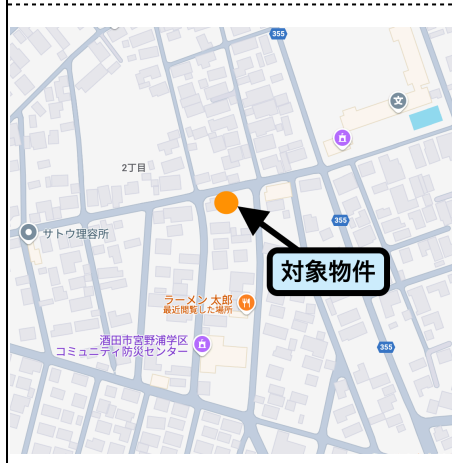 355
文
2丁目
サトウ理容所
355
対象物件
ラーメン 太郎
最近閲覧した場所
酒田市宮野浦学区
コミュニティ防災センター
355